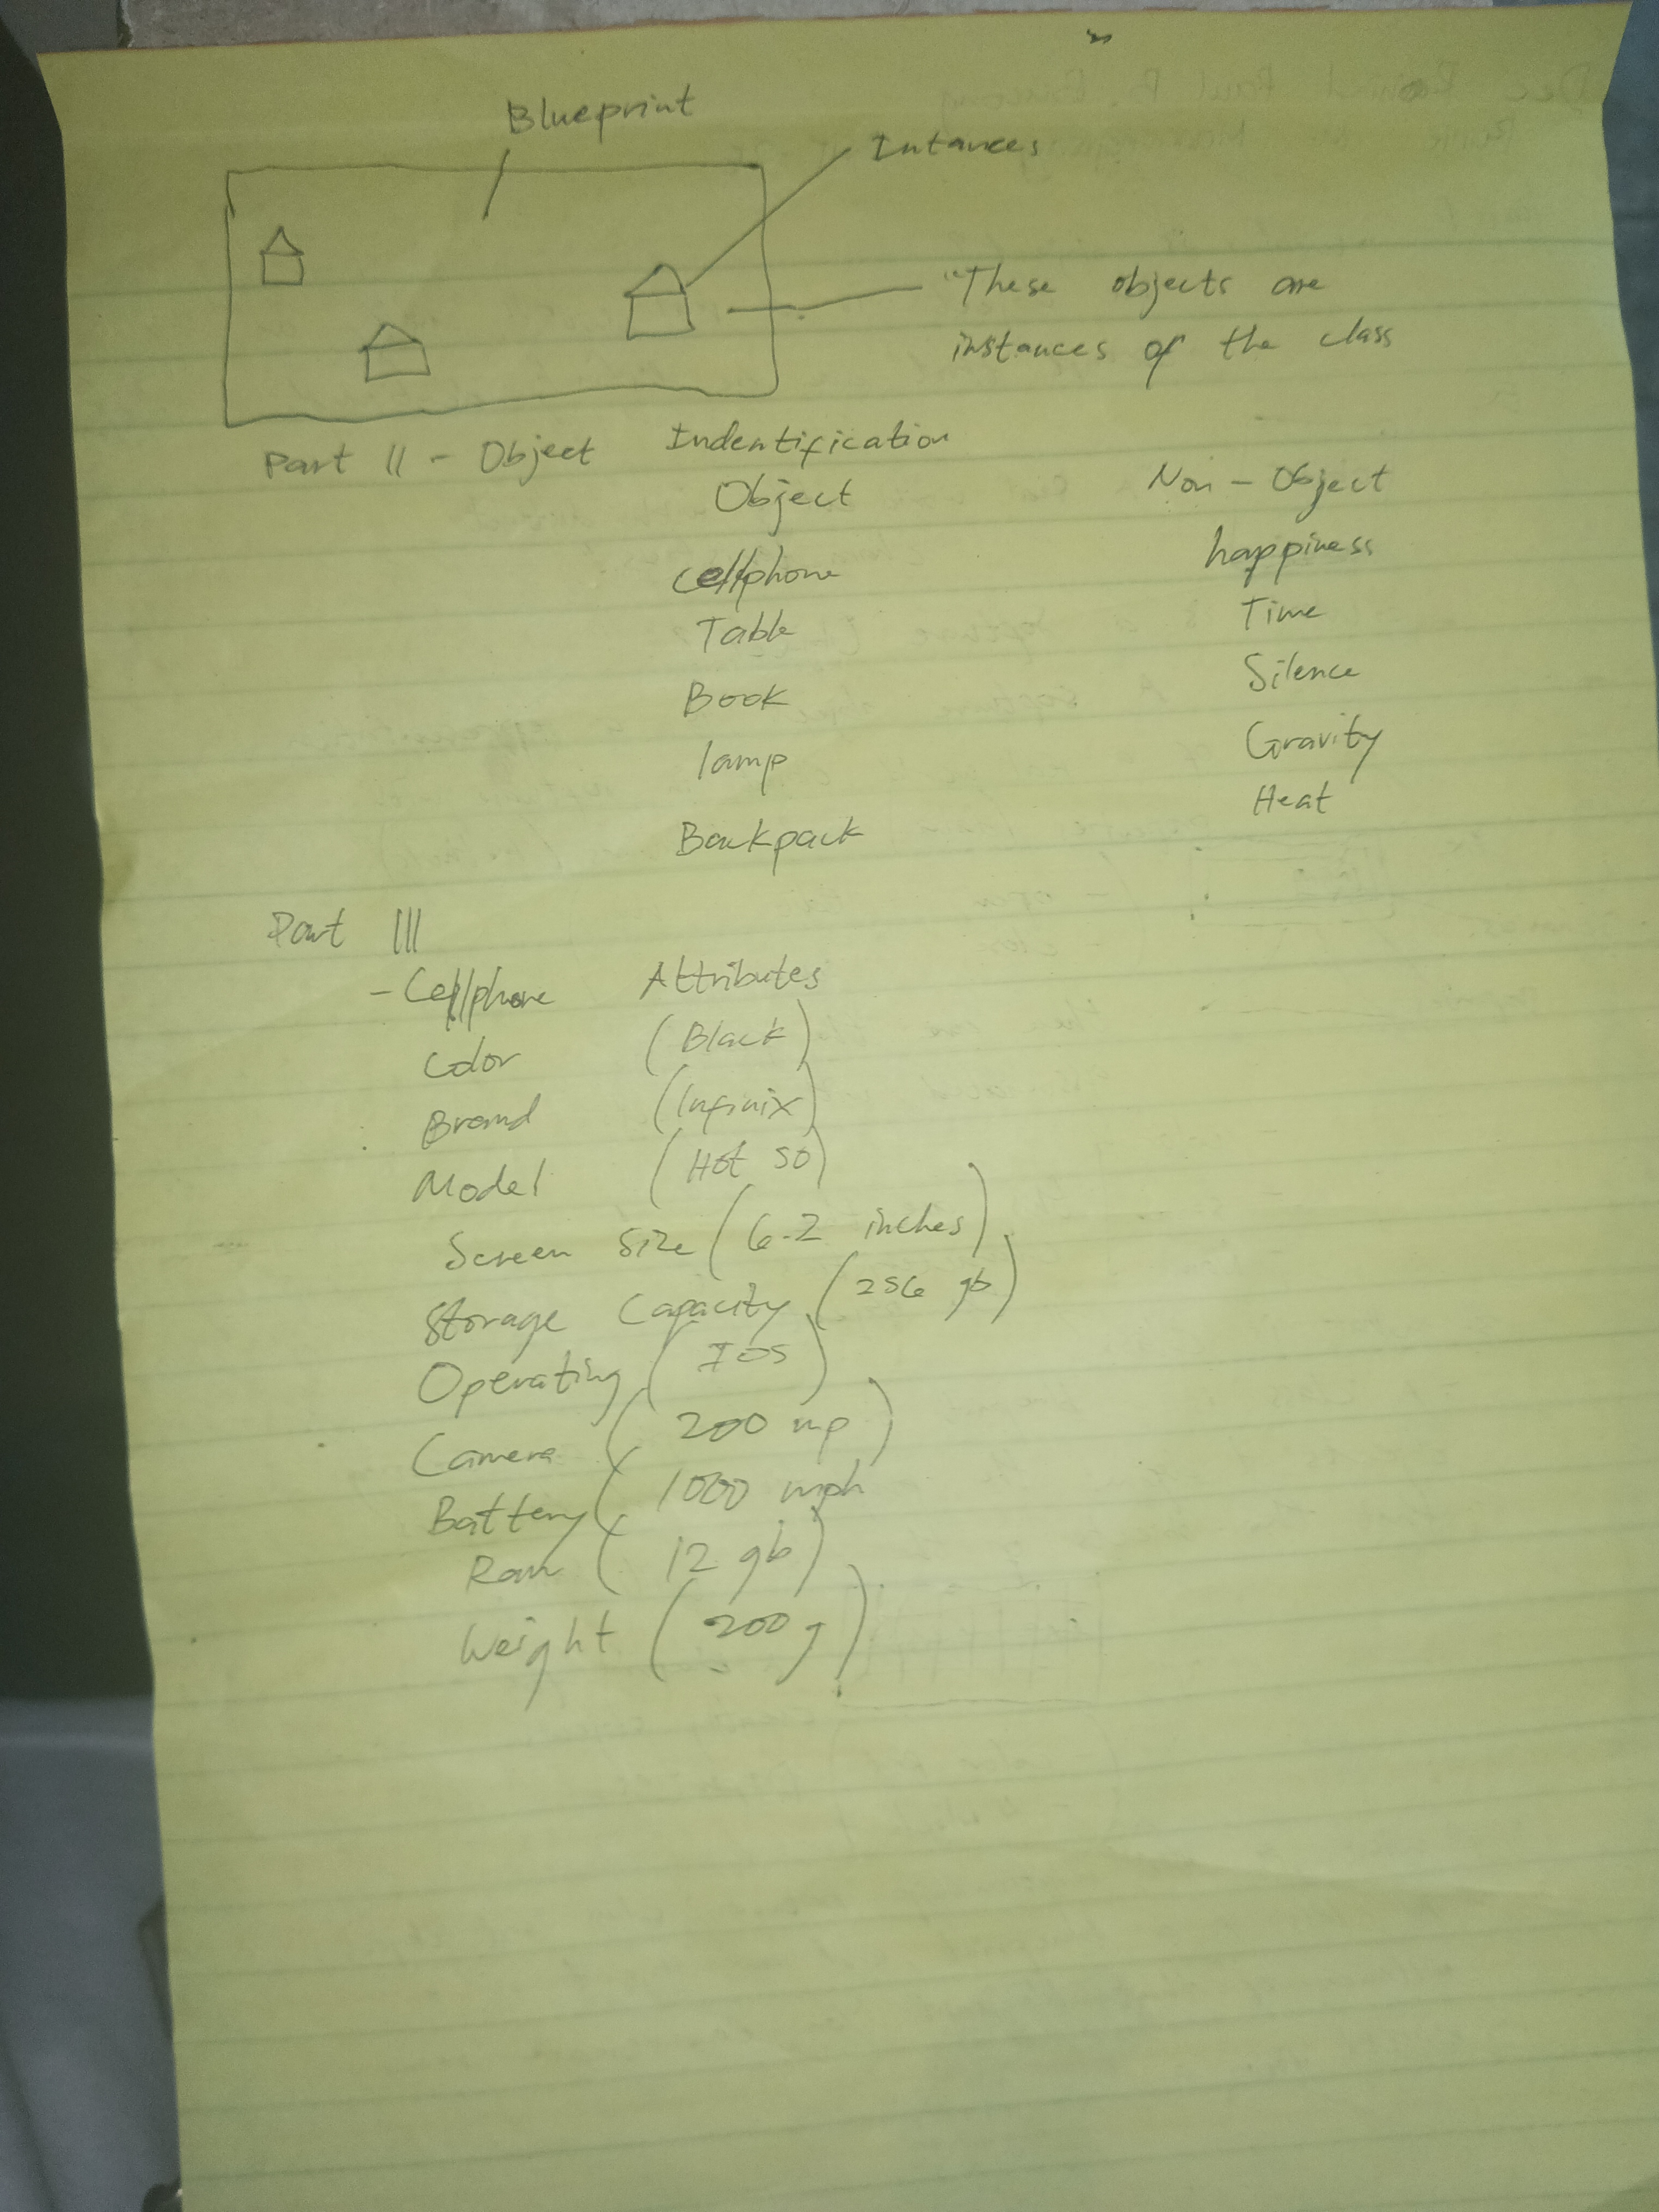 Blueprint
Intances
"These objects are
instances of the class
Part II - Object Indentification
Object Non - Object
cellphone happiness
Table Time
Book Silence
lamp Gravity
Backpack Heat
Part III
- Cellphone Attributes
Color (Black)
Brand (Infinix)
Model (Hot 50)
Screen Size (6.2 inches)
Storage Capacity (256 gb)
Operating (IOS)
Camera (200 mp)
Battery (1000 mph
Ram (12 gb)
Weight (200 g)